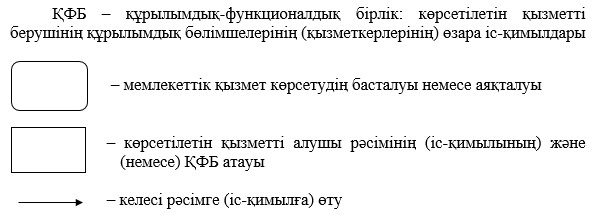 ҚФБ – құрылымдық-функционалдық бірлік: көрсетілетін қызметті
берушінің құрылымдық бөлімшелерінің (қызметкерлерінің) өзара іс-қимылдары
– мемлекеттік қызмет көрсетудің басталуы немесе аяқталуы
– көрсетілетін қызметті алушы рәсімінің (іс-қимылының) және
(немесе) ҚФБ атауы
– келесі рәсімге (іс-қимылға) өту